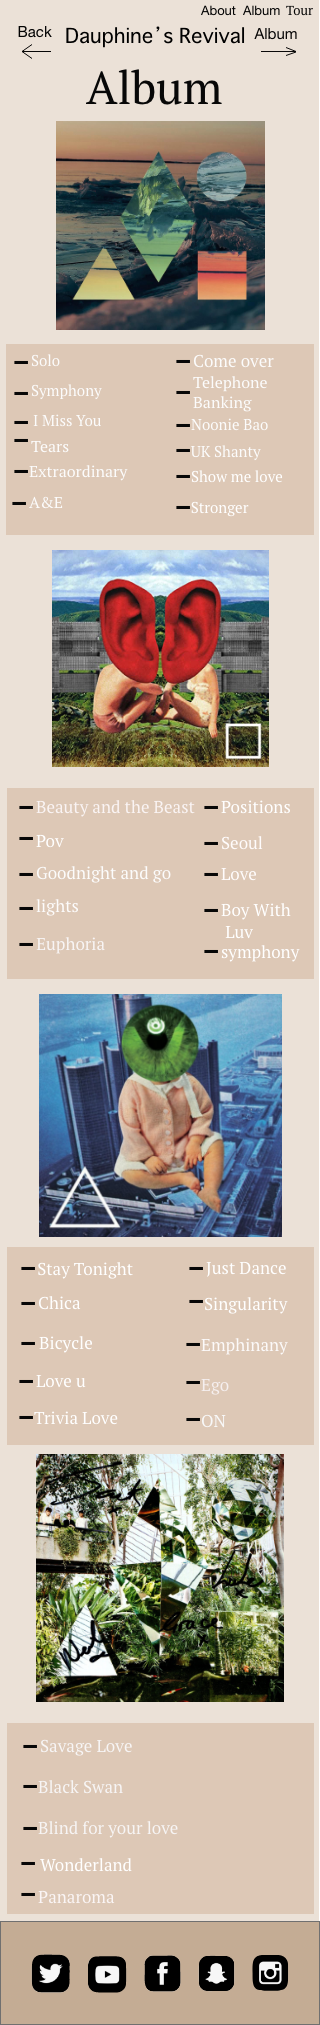 About Album Tour
Back Dauphine's Revival Album
Album
Solo
Symphony
I Miss You
Tears
Extraordinary
A&E
Come over
Telephone
Banking
Noonie Bao
UK Shanty
Show me love
Stronger
Beauty and the Beast
Pov
Goodnight and go
lights
Euphoria
Positions
Seoul
Love
Boy With
Luv
symphony
Stay Tonight
Chica
Bicycle
Love u
Trivia Love
Just Dance
Singularity
Emphinany
Ego
ON
Grace
Luke
Savage Love
Black Swan
Blind for your love
Wonderland
Panaroma